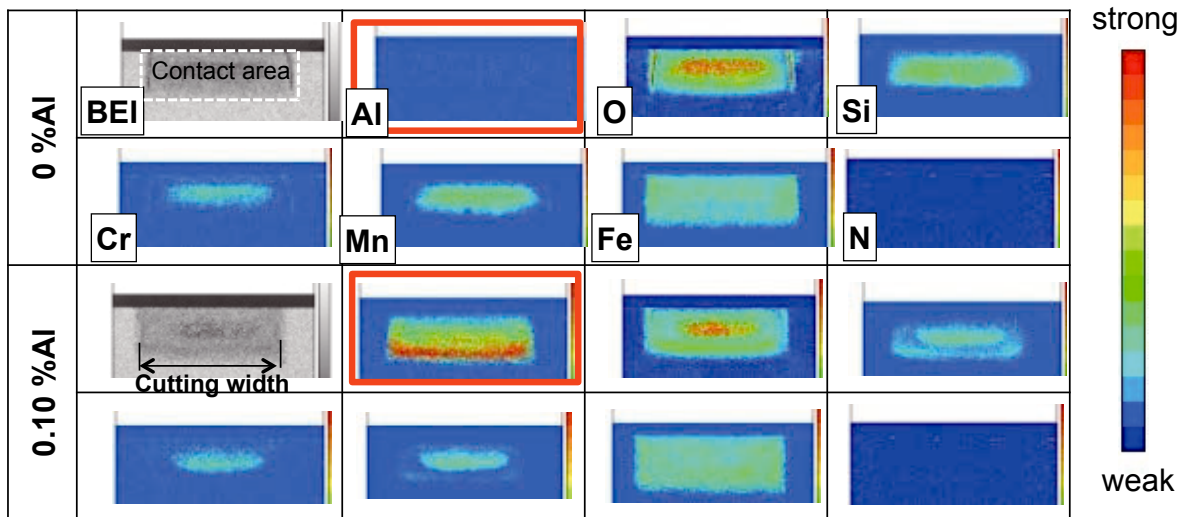 strong
0 %Al
Contact area
BEI
Al
O
Si
Cr
Mn
Fe
N
0.10 %Al
Cutting width
weak